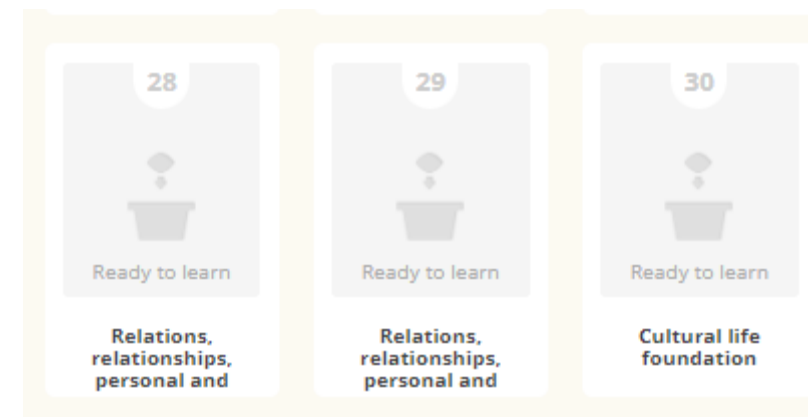 28
29
30
Ready to learn
Ready to learn
Ready to learn
Relations,
relationships,
personal and
Relations,
relationships,
personal and
Cultural life
foundation